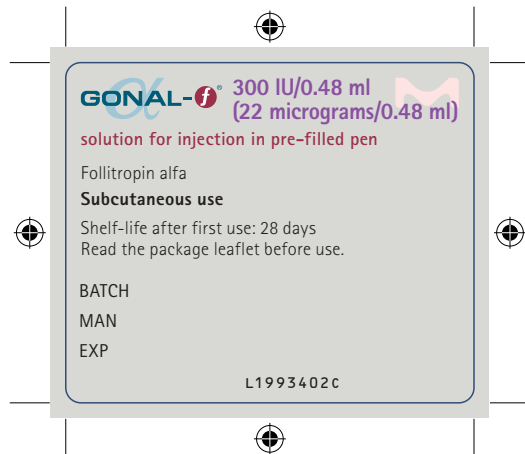 GONAL-f® 300 IU/0.48 ml
(22 micrograms/0.48 ml)
solution for injection in pre-filled pen
Follitropin alfa
Subcutaneous use
Shelf-life after first use: 28 days
Read the package leaflet before use.
BATCH
MAN
EXP
L1993402C